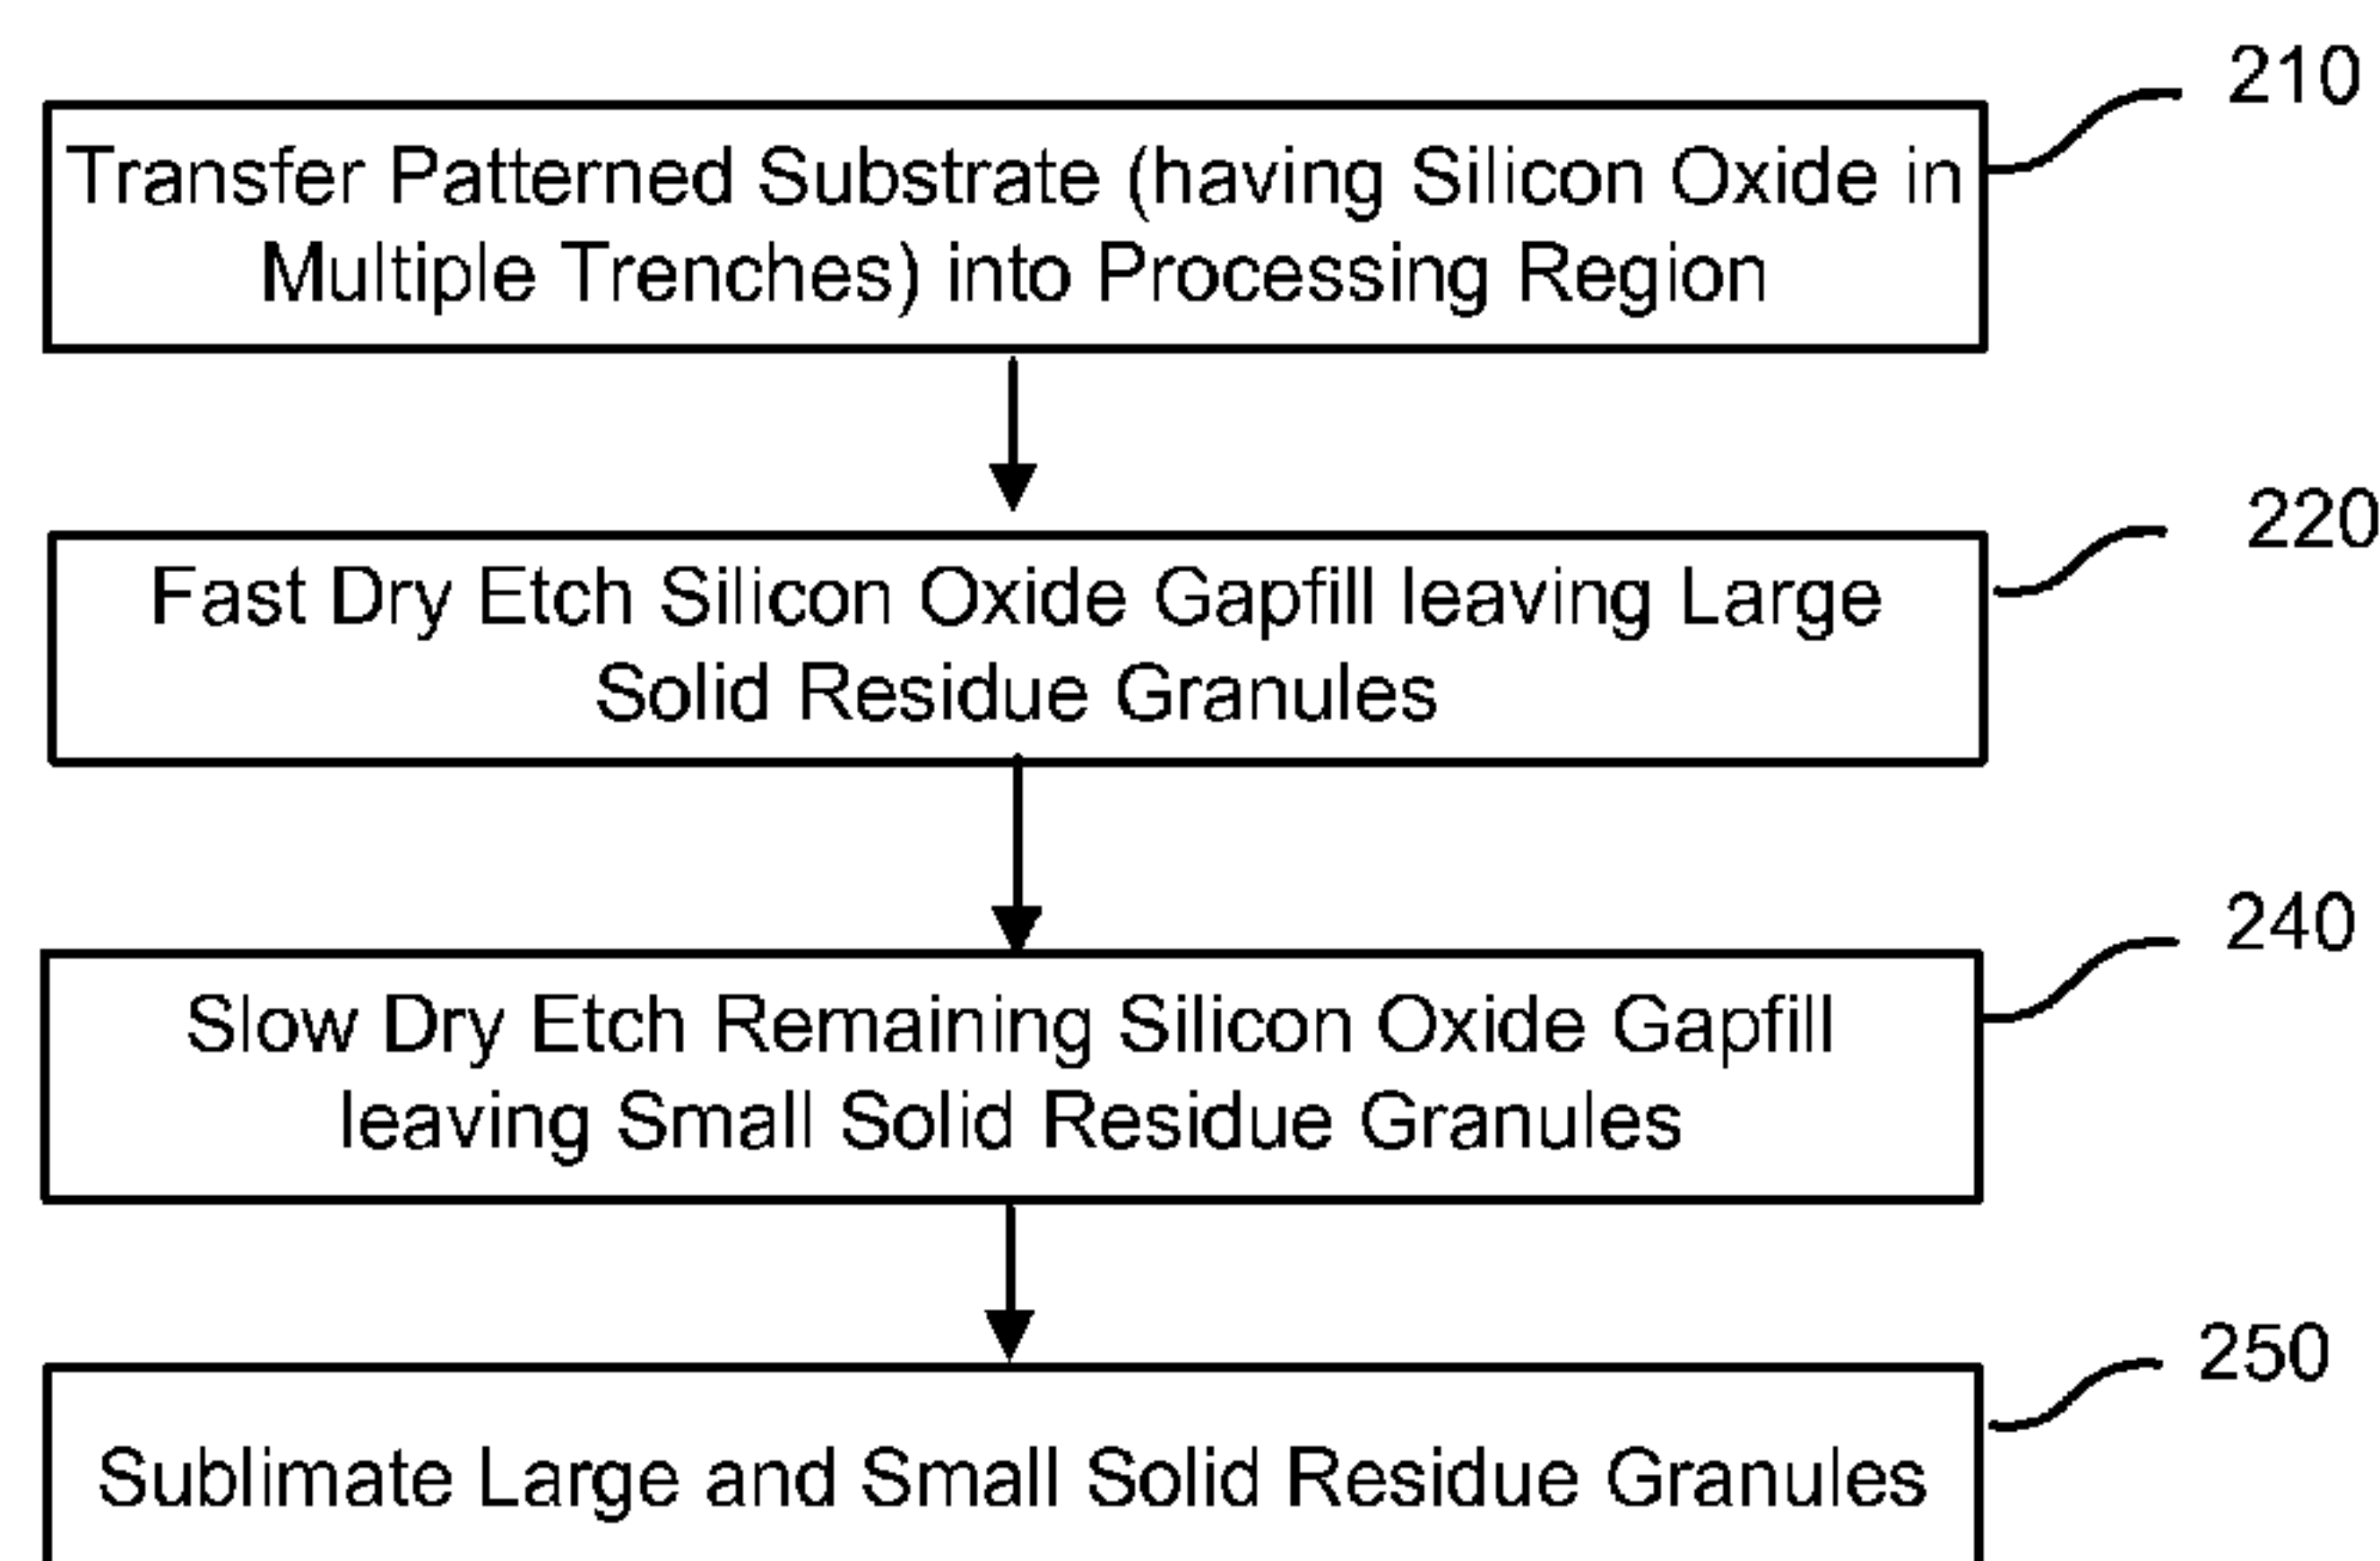 210
Transfer Patterned Substrate (having Silicon Oxide in
Multiple Trenches) into Processing Region
220
Fast Dry Etch Silicon Oxide Gapfill leaving Large
Solid Residue Granules
240
Slow Dry Etch Remaining Silicon Oxide Gapfill
leaving Small Solid Residue Granules
250
Sublimate Large and Small Solid Residue Granules